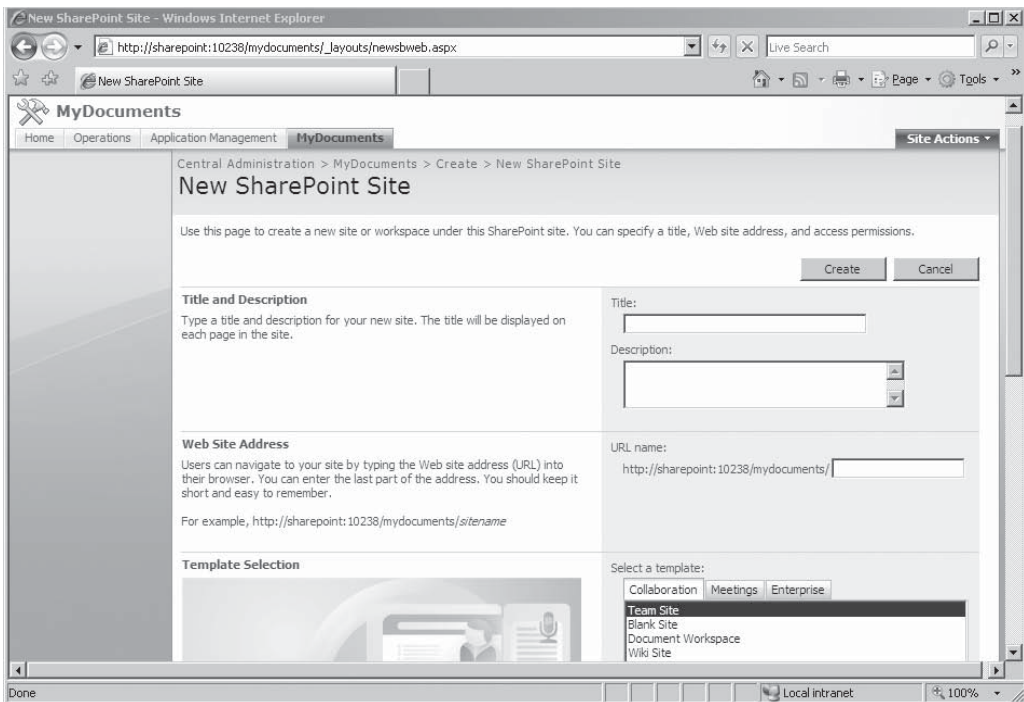 New SharePoint Site - Windows Internet Explorer
http://sharepoint:10238/mydocuments/_layouts/newsbweb.aspx
Live Search
New SharePoint Site
Page
Tools
MyDocuments
Home Operations Application Management MyDocuments
Site Actions
Central Administration > MyDocuments > Create > New SharePoint Site
New SharePoint Site
Use this page to create a new site or workspace under this SharePoint site. You can specify a title, Web site address, and access permissions.
Create Cancel
Title and Description
Type a title and description for your new site. The title will be displayed on
each page in the site.
Title:
Description:
Web Site Address
Users can navigate to your site by typing the Web site address (URL) into
their browser. You can enter the last part of the address. You should keep it
short and easy to remember.
For example, http://sharepoint:10238/mydocuments/sitename
URL name:
http://sharepoint:10238/mydocuments/
Template Selection
Select a template:
Collaboration Meetings Enterprise
Team Site
Blank Site
Document Workspace
Wiki Site
Done
Local intranet
100%